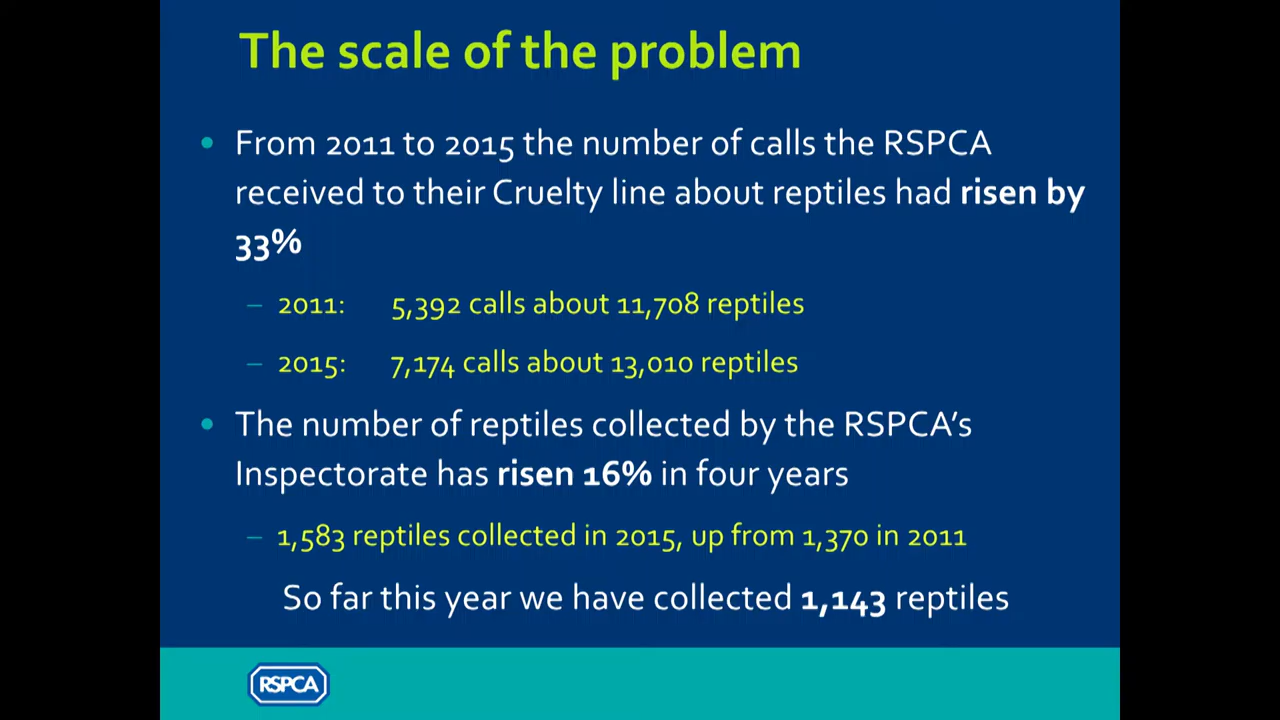 The scale of the problem
• From 2011 to 2015 the number of calls the RSPCA
received to their Cruelty line about reptiles had risen by
33%
– 2011: 5,392 calls about 11,708 reptiles
– 2015: 7,174 calls about 13,010 reptiles
• The number of reptiles collected by the RSPCA’s
Inspectorate has risen 16% in four years
– 1,583 reptiles collected in 2015, up from 1,370 in 2011
So far this year we have collected 1,143 reptiles
RSPCA